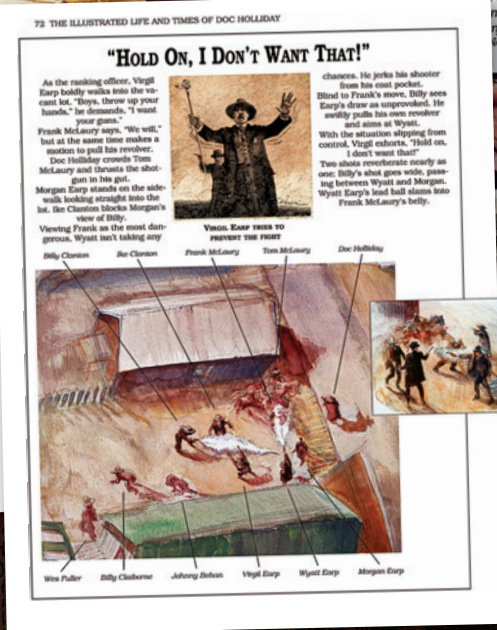 72 THE ILLUSTRATED LIFE AND TIMES OF DOC HOLLIDAY
“HOLD ON, I DON’T WANT THAT!”
As the ranking officer, Virgil
Earp boldly walks into the va-
cant lot. “Boys, throw up your
hands,” he demands, “I want
your guns.”
Frank McLaury says, “We will,”
but at the same time makes a
motion to pull his revolver.
Doc Holliday crowds Tom
McLaury and thrusts the shot-
gun in his gut.
Morgan Earp stands on the side-
walk looking straight into the
lot. Ike Clanton blocks Morgan’s
view of Billy.
Viewing Frank as the most dan-
gerous, Wyatt isn’t taking any
chances. He jerks his shooter
from his coat pocket.
Blind to Frank’s move, Billy sees
Earp’s draw as unprovoked. He
swiftly pulls his own revolver
and aims at Wyatt.
With the situation slipping from
control, Virgil exhorts, “Hold on,
I don’t want that!”
Two shots reverberate nearly as
one; Billy’s shot goes wide, pass-
ing between Wyatt and Morgan.
Wyatt Earp’s lead ball slams into
Frank McLaury’s belly.
VIRGIL EARP TRIES TO
PREVENT THE FIGHT
Billy Clanton Ike Clanton Frank McLaury Tom McLaury Doc Holliday
Wes Fuller Billy Claiborne Johnny Behan Virgil Earp Wyatt Earp Morgan Earp